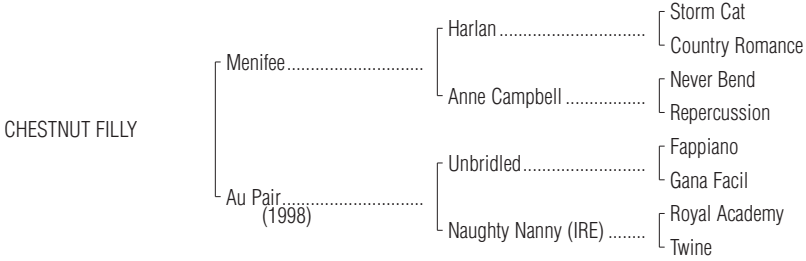 Storm Cat
Harlan ...............................
Country Romance
Menifee.............................
Never Bend
Anne Campbell .................
Repercussion
CHESTNUT FILLY
Fappiano
Unbridled..........................
Gana Facil
Au Pair..............................
(1998)
Royal Academy
Naughty Nanny (IRE) ........
Twine